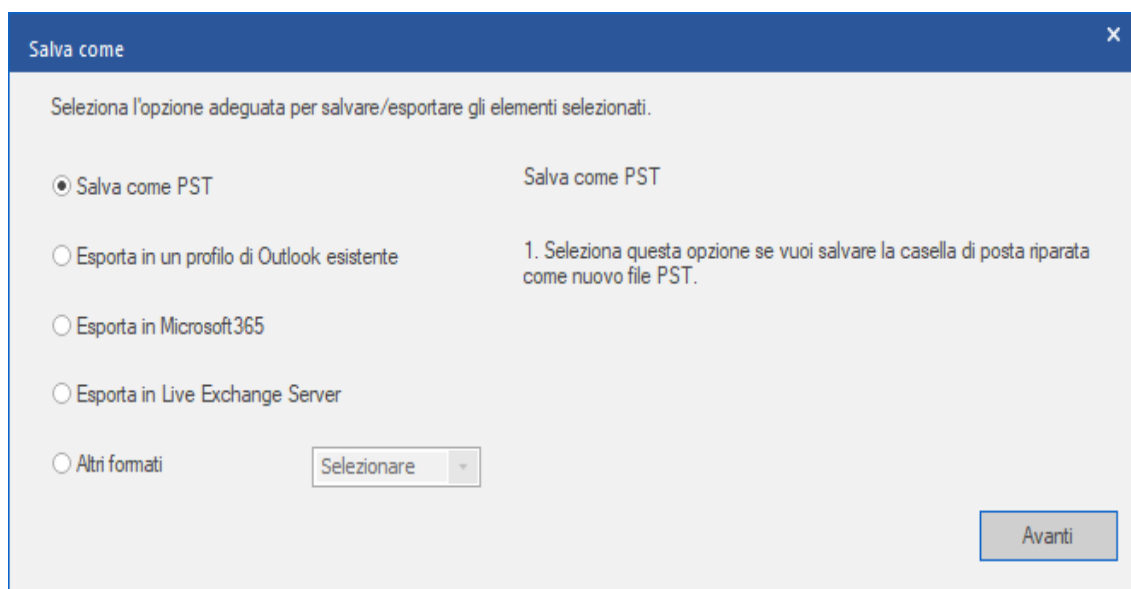 Salva come
Seleziona l'opzione adeguata per salvare/esportare gli elementi selezionati.
Salva come PST
Salva come PST
Esporta in un profilo di Outlook esistente
1. Seleziona questa opzione se vuoi salvare la casella di posta riparata
come nuovo file PST.
Esporta in Microsoft365
Esporta in Live Exchange Server
Altri formati
Selezionare
Avanti